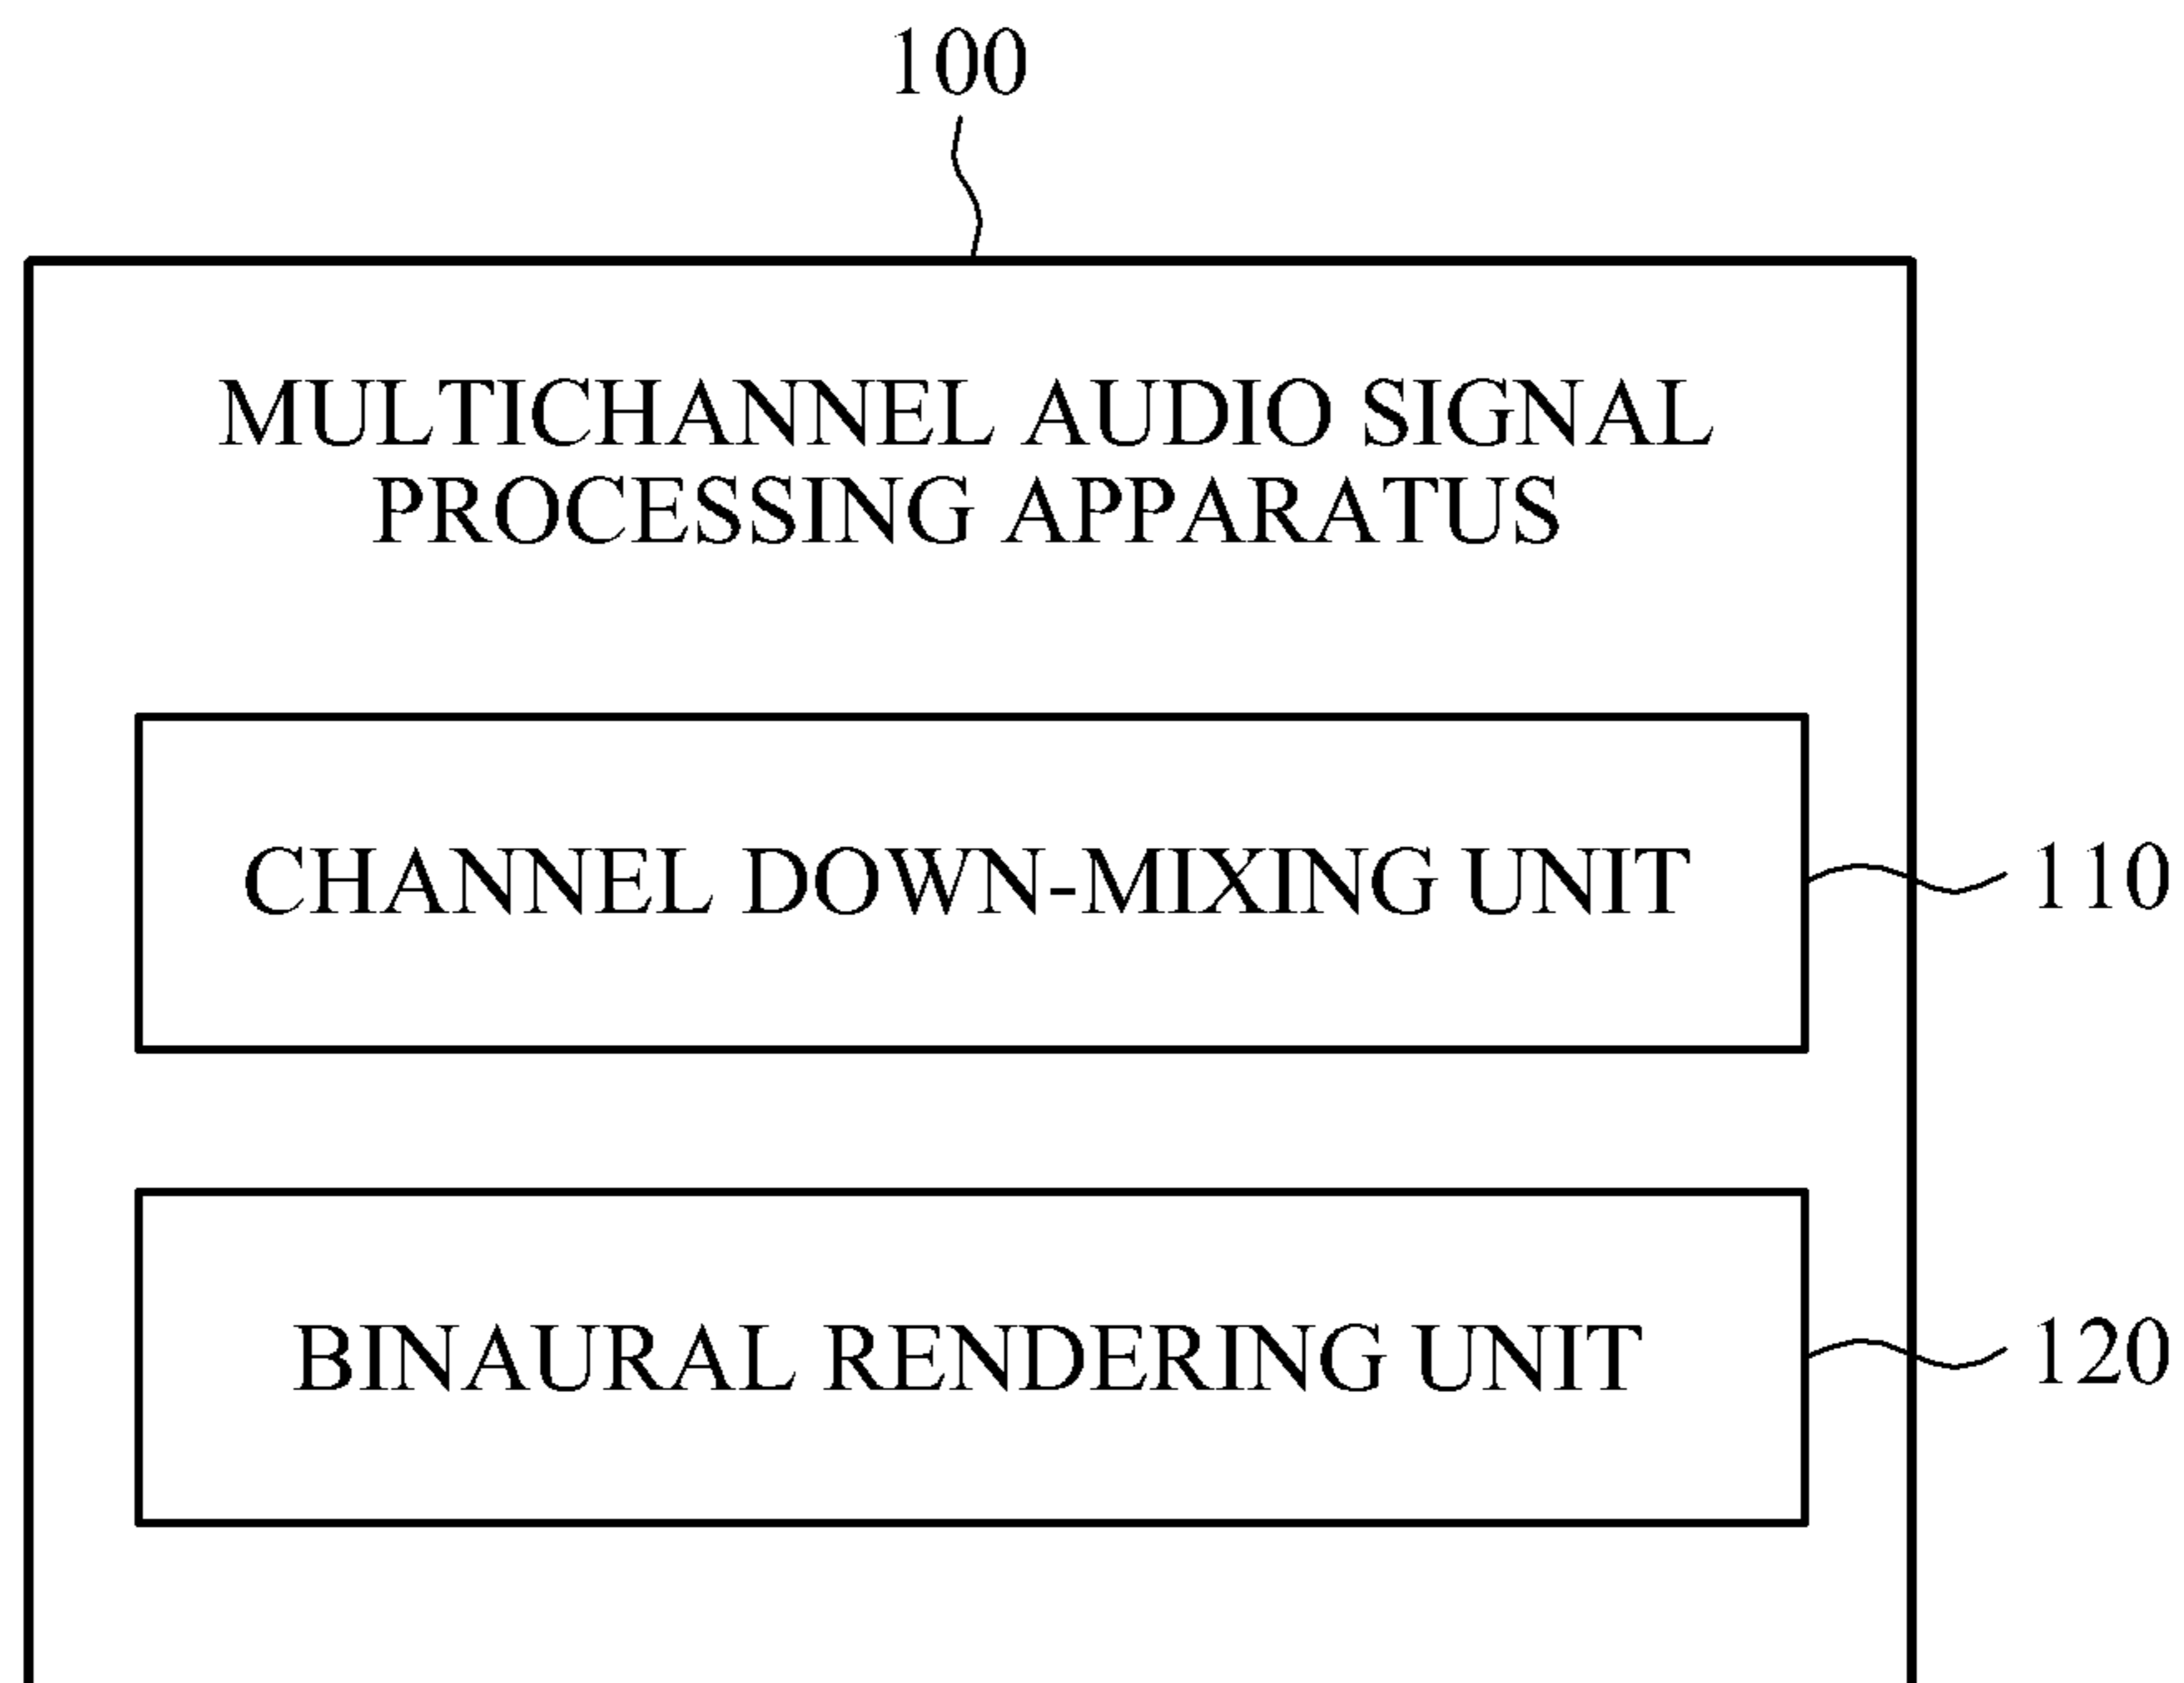 100
MULTICHANNEL AUDIO SIGNAL
PROCESSING APPARATUS
CHANNEL DOWN-MIXING UNIT
110
BINAURAL RENDERING UNIT
120